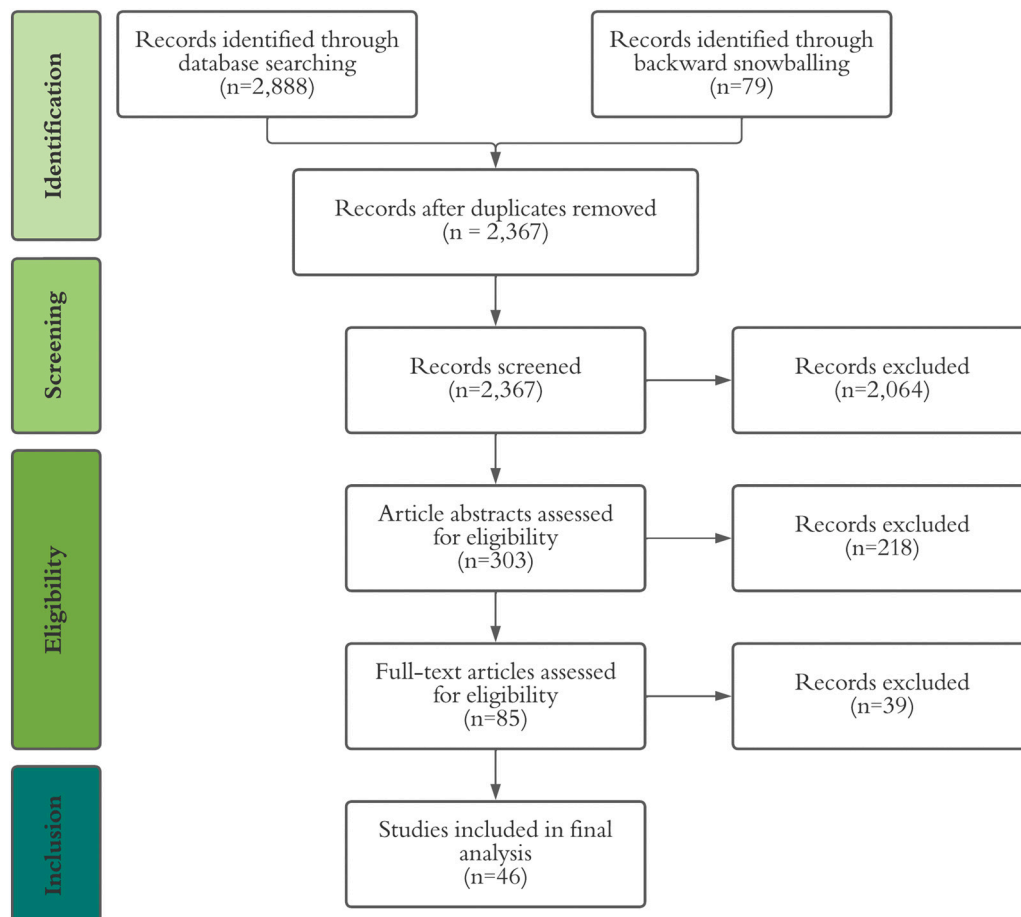 Identification
Records identified through
database searching
(n=2,888)
Records identified through
backward snowballing
(n=79)
Records after duplicates removed
(n = 2,367)
Screening
Records screened
(n=2,367)
Records excluded
(n=2,064)
Eligibility
Article abstracts assessed
for eligibility
(n=303)
Records excluded
(n=218)
Full-text articles assessed
for eligibility
(n=85)
Records excluded
(n=39)
Inclusion
Studies included in final
analysis
(n=46)